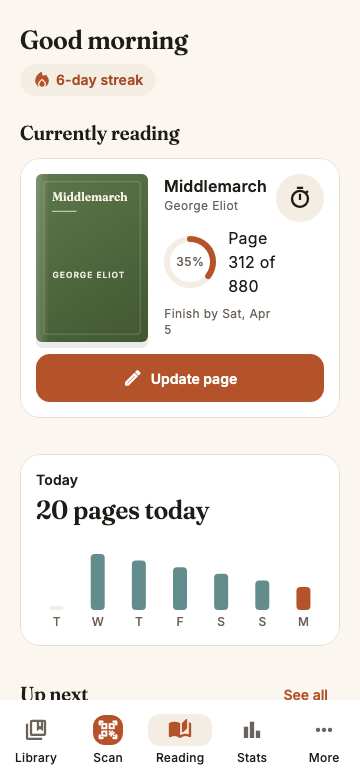 Good morning
6-day streak
Currently reading
Middlemarch
GEORGE ELIOT
Middlemarch
George Eliot
35%
Page
312 of
880
Finish by Sat, Apr
5
Update page
Today
20 pages today
T W T F S S M
Up next See all
Library Scan Reading Stats More